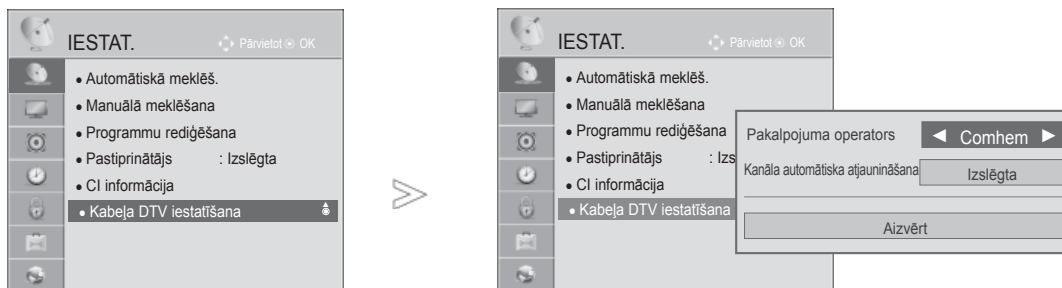 IESTAT.
Pārvietot OK
• Automātiskā meklēš.
• Manuālā meklēšana
• Programmu rediģēšana
• Pastiprinātājs : Izslēgta
• CI informācija
• Kabeļa DTV iestatīšana
IESTAT.
Pārvietot OK
• Automātiskā meklēš.
• Manuālā meklēšana
• Programmu rediģēšana
• Pastiprinātājs : Izs
• CI informācija
• Kabeļa DTV iestatīšana
Pakalpojuma operators ◄ Comhem ►
Kanāla automātiska atjaunināšana Izslēgta
Aizvērt